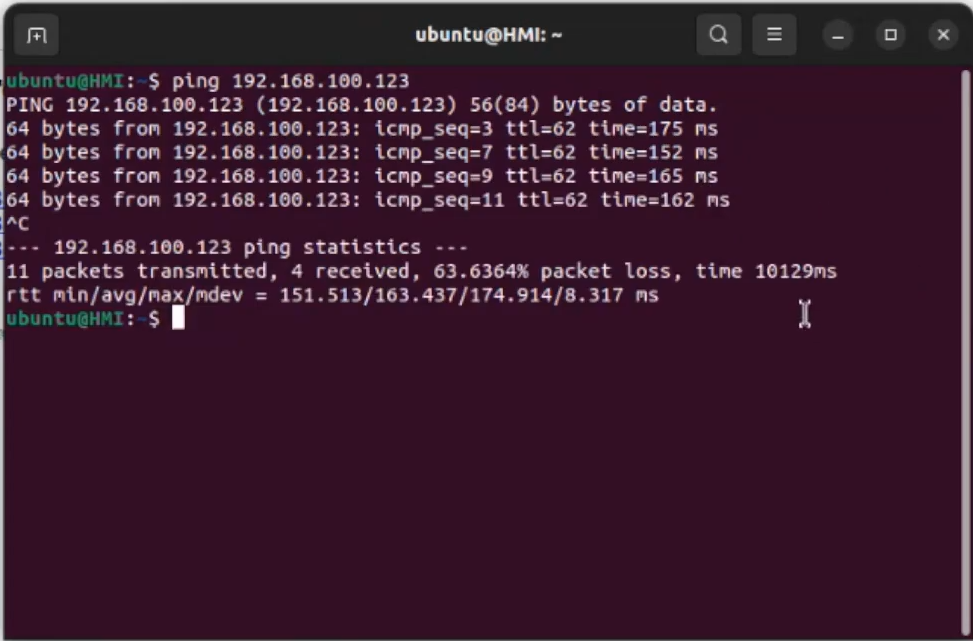 ubuntu@HMI: ~
ubuntu@HMI:~$ ping 192.168.100.123
PING 192.168.100.123 (192.168.100.123) 56(84) bytes of data.
64 bytes from 192.168.100.123: icmp_seq=3 ttl=62 time=175 ms
64 bytes from 192.168.100.123: icmp_seq=7 ttl=62 time=152 ms
64 bytes from 192.168.100.123: icmp_seq=9 ttl=62 time=165 ms
64 bytes from 192.168.100.123: icmp_seq=11 ttl=62 time=162 ms
^C
--- 192.168.100.123 ping statistics ---
11 packets transmitted, 4 received, 63.6364% packet loss, time 10129ms
rtt min/avg/max/mdev = 151.513/163.437/174.914/8.317 ms
ubuntu@HMI:~$